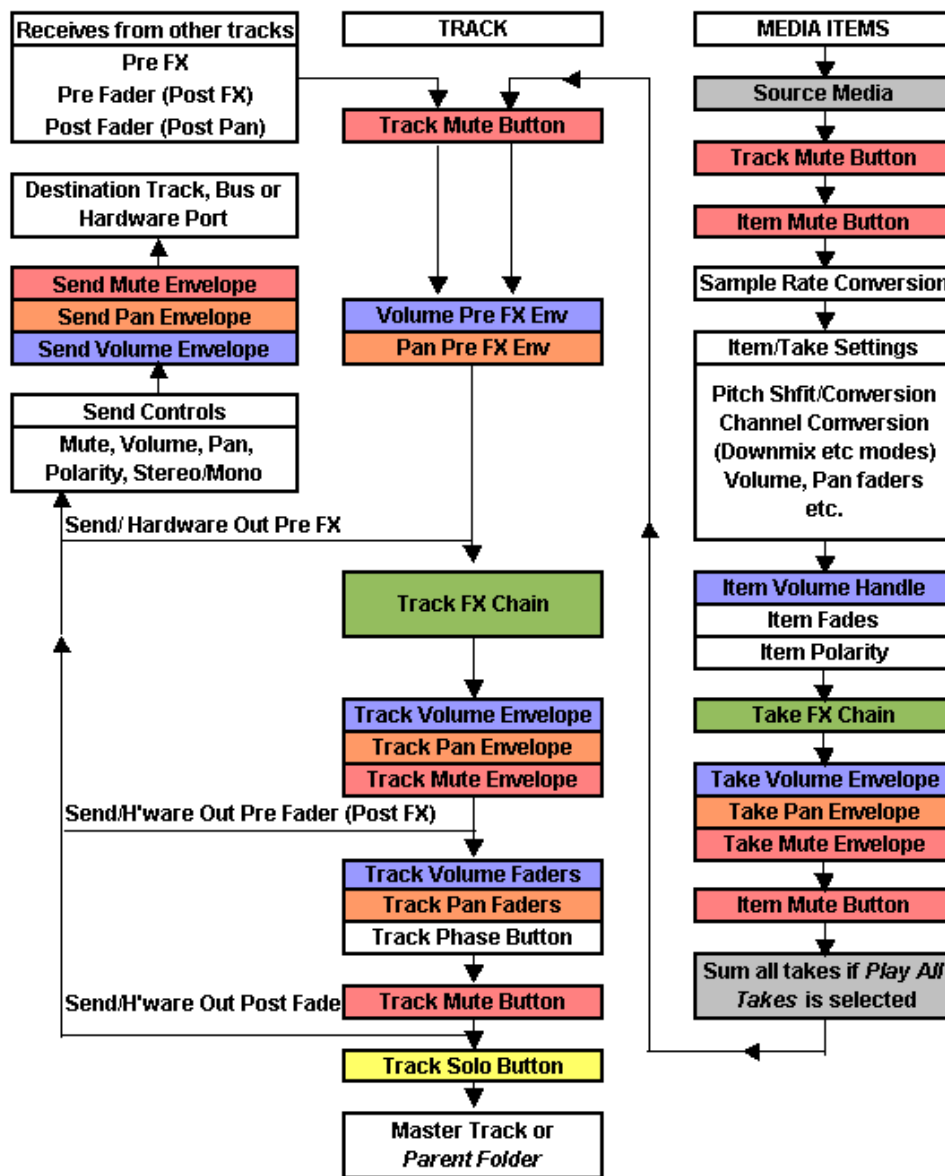 Receives from other tracks
Pre FX
Pre Fader (Post FX)
Post Fader (Post Pan)
Destination Track, Bus or
Hardware Port
Send Mute Envelope
Send Pan Envelope
Send Volume Envelope
Send Controls
Mute, Volume, Pan,
Polarity, Stereo/Mono
Send/ Hardware Out Pre FX
Send/H'ware Out Pre Fader (Post FX)
Send/H'ware Out Post Fade
TRACK
Track Mute Button
Volume Pre FX Env
Pan Pre FX Env
Track FX Chain
Track Volume Envelope
Track Pan Envelope
Track Mute Envelope
Track Volume Faders
Track Pan Faders
Track Phase Button
Track Mute Button
Track Solo Button
Master Track or
Parent Folder
MEDIA ITEMS
Source Media
Track Mute Button
Item Mute Button
Sample Rate Conversion
Item/Take Settings
Pitch Shfit/Conversion
Channel Comversion
(Downmix etc modes)
Volume, Pan faders
etc.
Item Volume Handle
Item Fades
Item Polarity
Take FX Chain
Take Volume Envelope
Take Pan Envelope
Take Mute Envelope
Item Mute Button
Sum all takes if Play All
Takes is selected